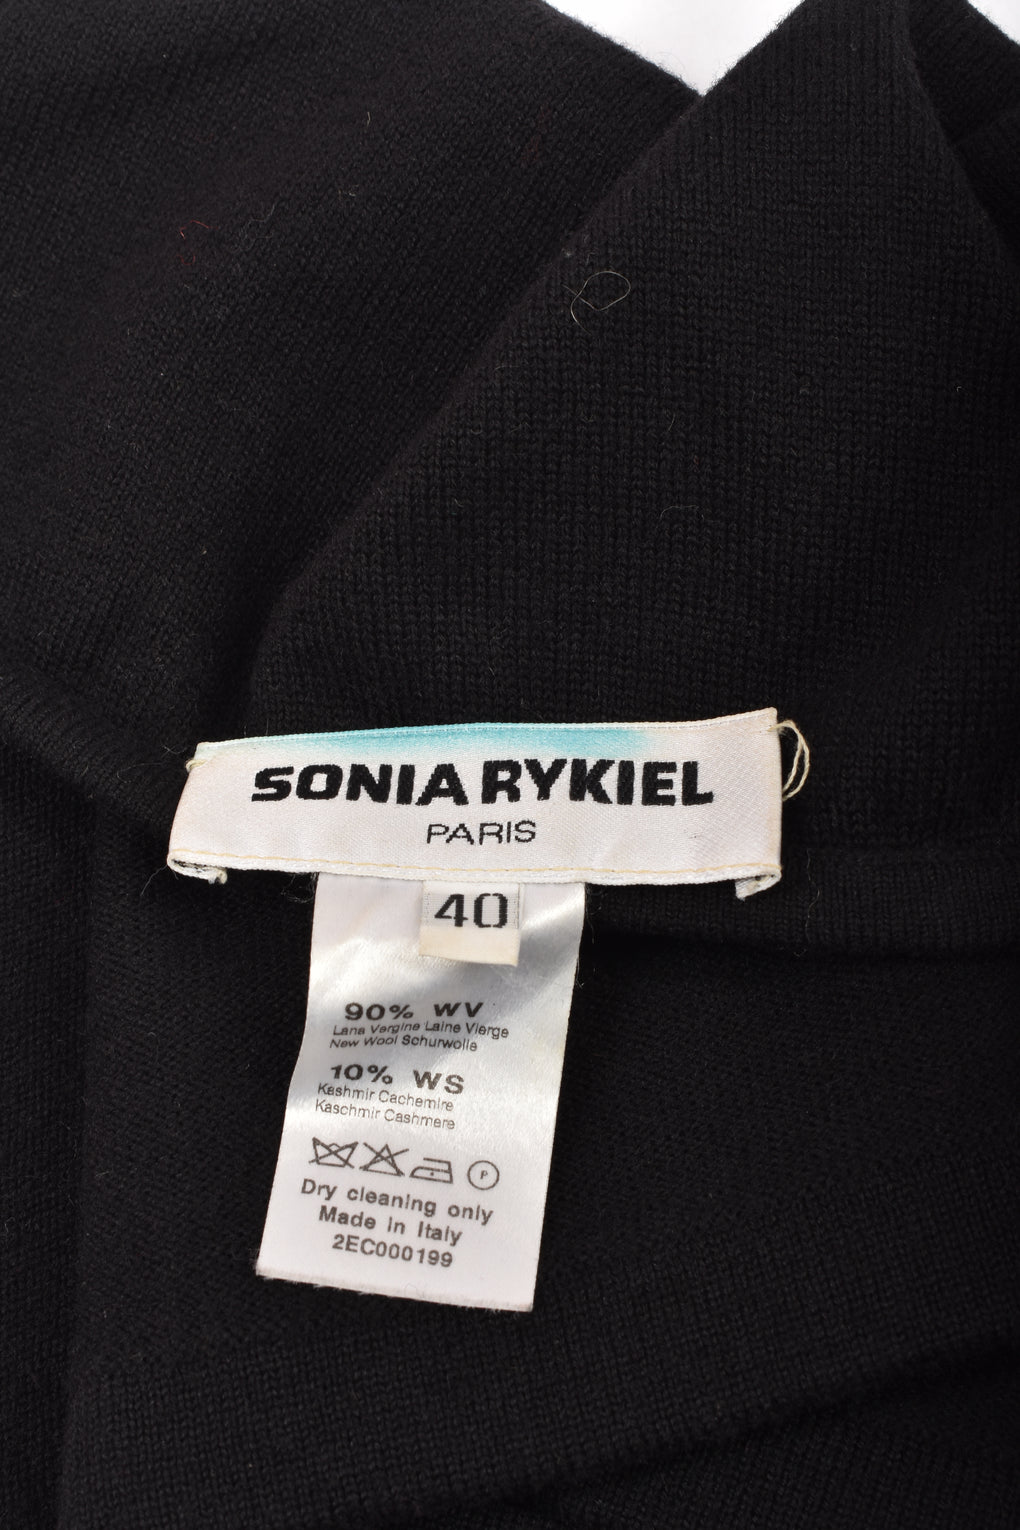 SONIA RYKIEL
PARIS
40
90% WV
Lana Vergine Laine Vierge
New Wool Schurwolle
10% WS
Kashmir Cachemire
Kaschmir Cashmere
P
Dry cleaning only
Made in Italy
2EC000199